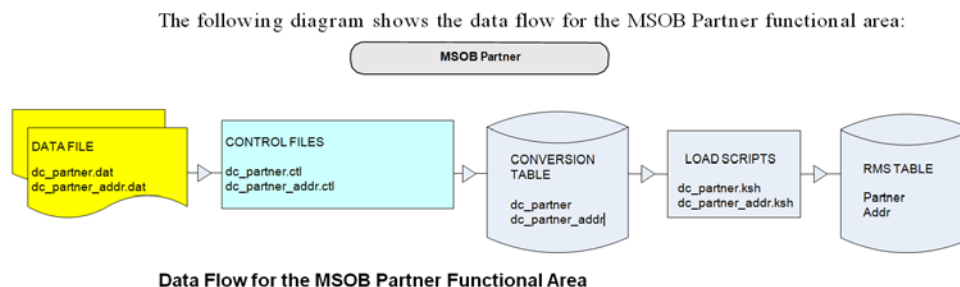 The following diagram shows the data flow for the MSOB Partner functional area:
MSOB Partner
DATA FILE
dc_partner.dat
dc_partner_addr.dat
CONTROL FILES
dc_partner.ctl
dc_partner_addr.ctl
CONVERSION
TABLE
dc_partner
dc_partner_addr
LOAD SCRIPTS
dc_partner.ksh
dc_partner_addr.ksh
RMS TABLE
Partner
Addr
Data Flow for the MSOB Partner Functional Area